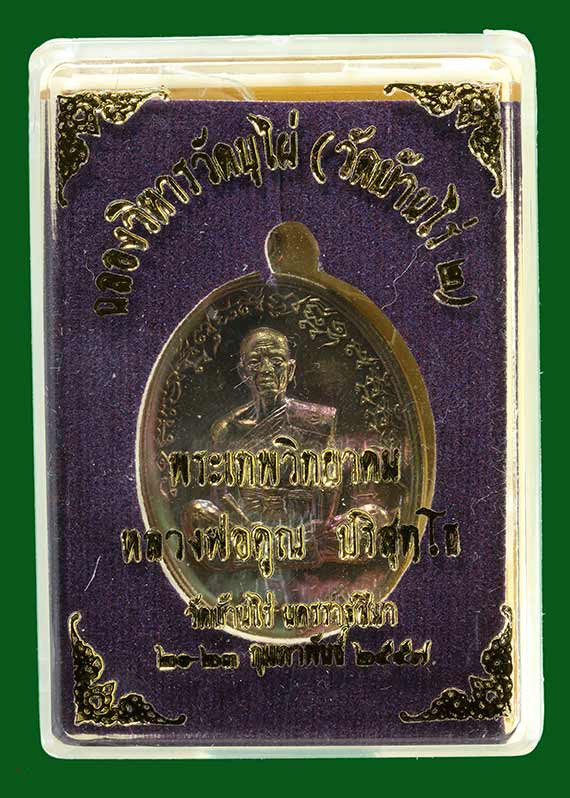 ฉลองวิหารวัดพุไผ่ (วัดบ้านไร่ ๒)
พระเทพวิทยาคม
หลวงพ่อคูณ ปริสุทโธ
วัดบ้านไร่ นครราชสีมา
๒๑-๒๓ กุมภาพันธ์ ๒๕๕๗